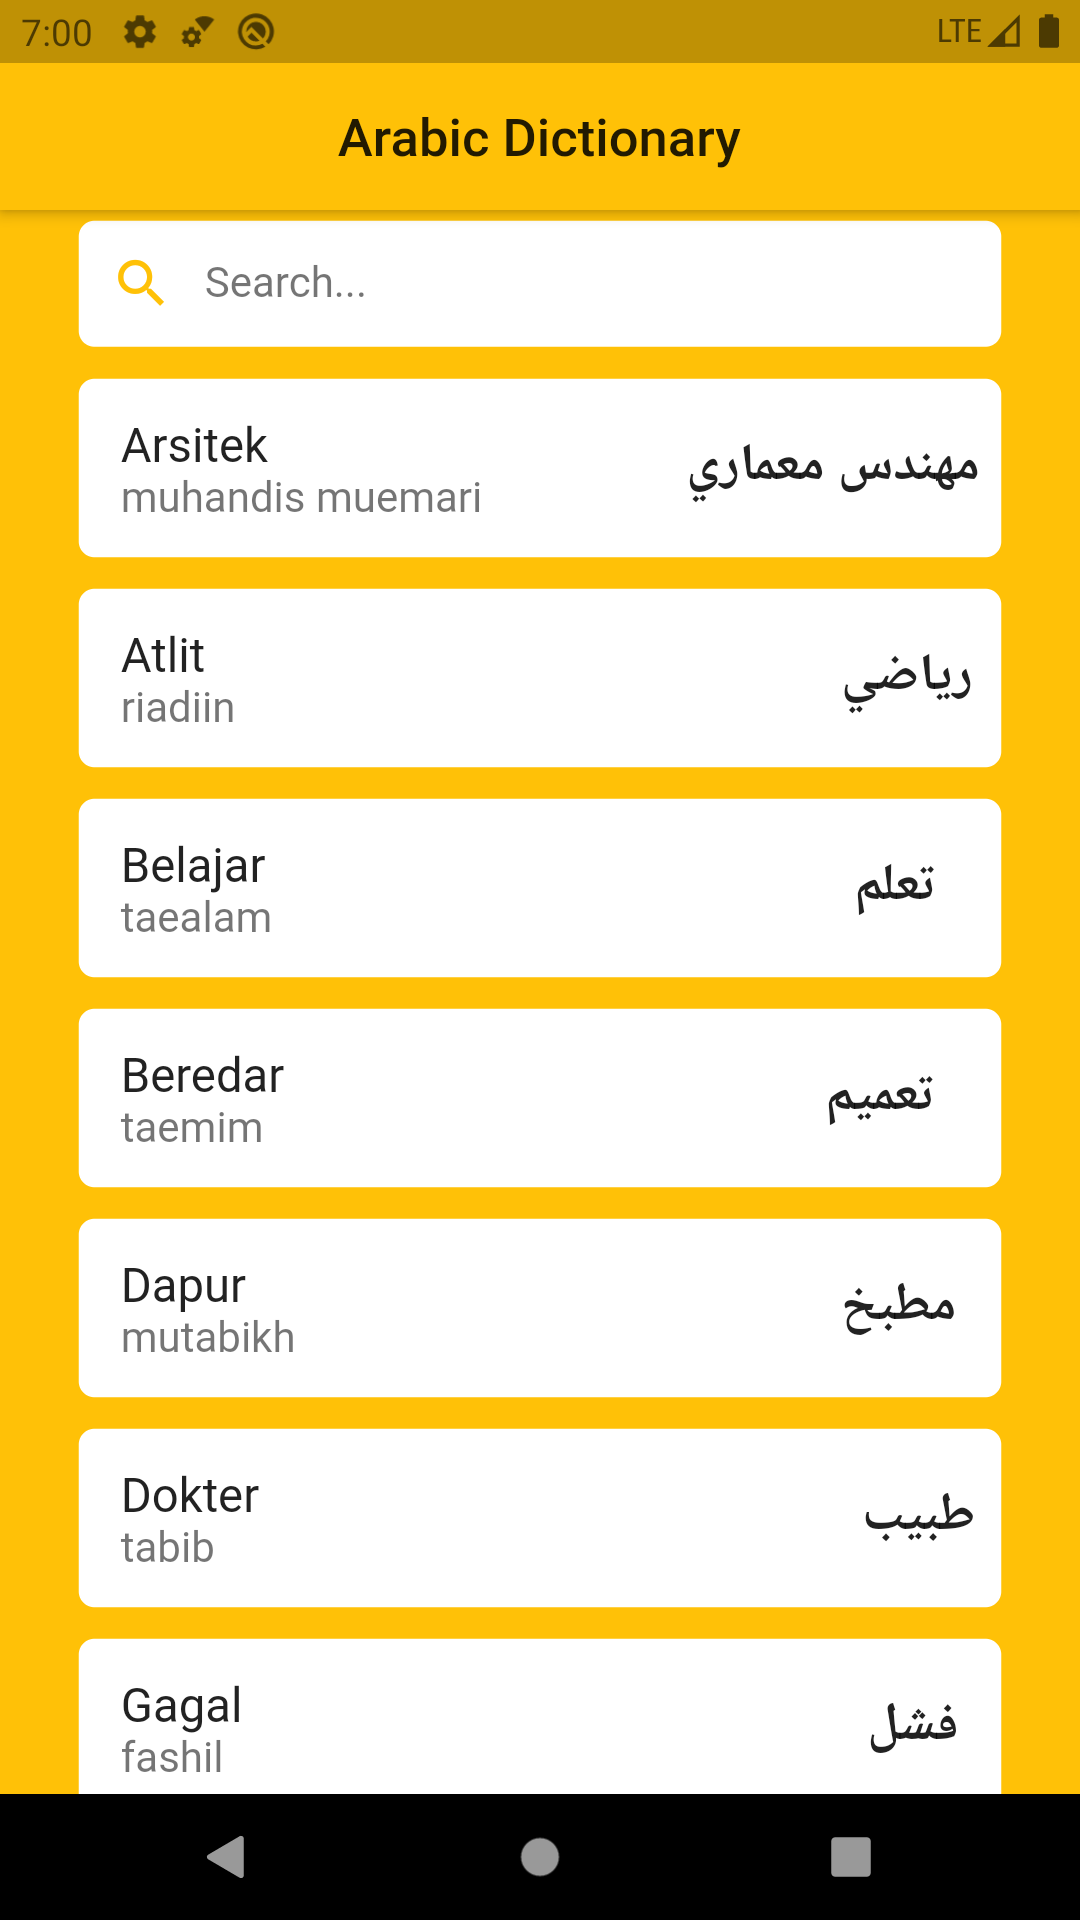 7:00 LTE
Arabic Dictionary
Search...
Arsitek
muhandis muemari
مهندس معماري
Atlit
riadiin
رياضي
Belajar
taealam
تعلم
Beredar
taemim
تعميم
Dapur
mutabikh
مطبخ
Dokter
tabib
طبيب
Gagal
fashil
فشل